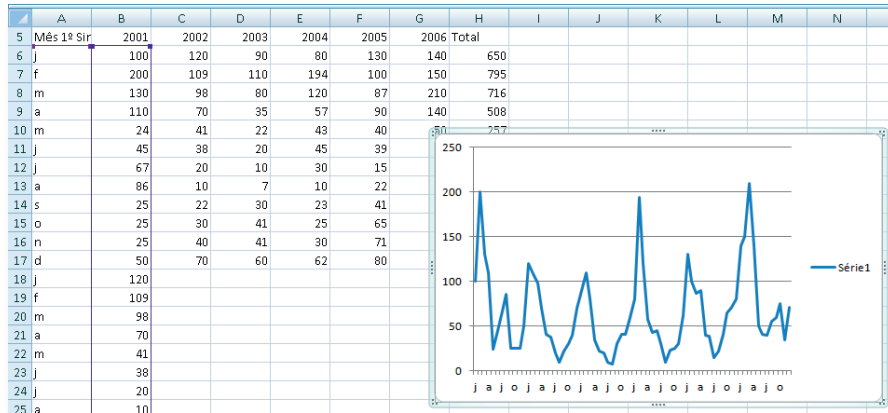 A B C D E F G H I J K L M N
5 Mês 1º Sir 2001 2002 2003 2004 2005 2006 Total
6 j 100 120 90 80 130 140 650
7 f 200 109 110 194 100 150 795
8 m 130 98 80 120 87 210 716
9 a 110 70 35 57 90 140 508
10 m 24 41 22 43 40 257
11 j 45 38 20 45 39
12 j 67 20 10 30 15
13 a 86 10 7 10 22
14 s 25 22 30 23 41
15 o 25 30 41 25 65
16 n 25 40 41 30 71
17 d 50 70 60 62 80
18 j 120
19 f 109
20 m 98
21 a 70
22 m 41
23 j 38
24 j 20
25 a 10
250
200
150
100
50
0
j a j o j a j o j a j o j a j o j a j o j a j o
Série1